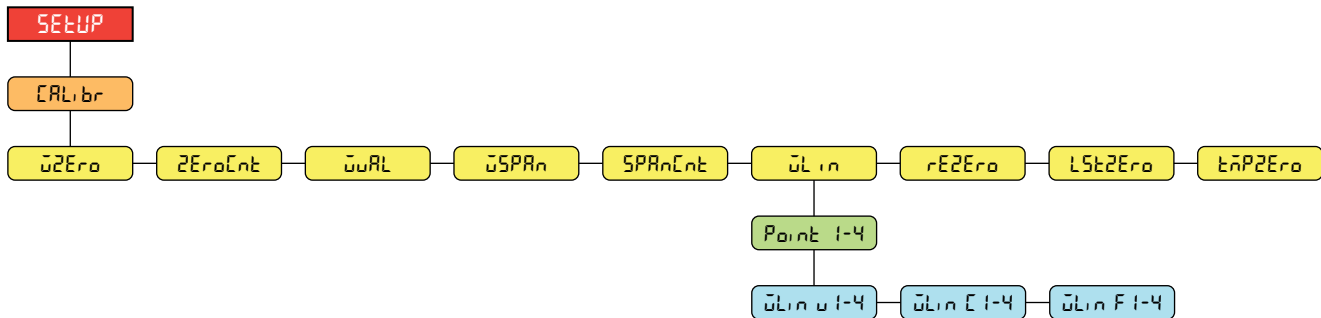 SEtUP
CALibr
WZEro ZEroCnt WvAL WSPAn SPAnCnt WLin rEZEro LStZEro tMPZEro
Point 1-4
WLin v1-4 WLin C1-4 WLin F1-4